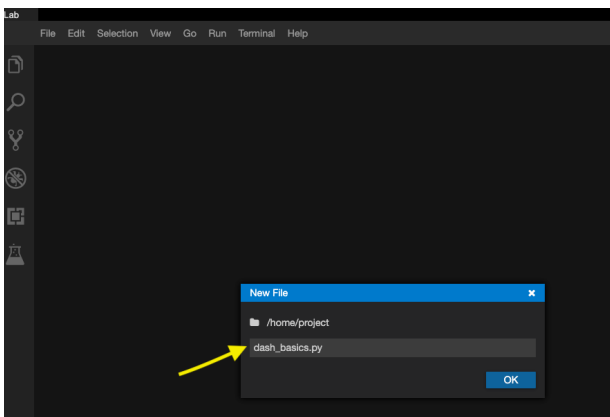 Lab
File Edit Selection View Go Run Terminal Help
New File
/home/project
dash_basics.py
OK